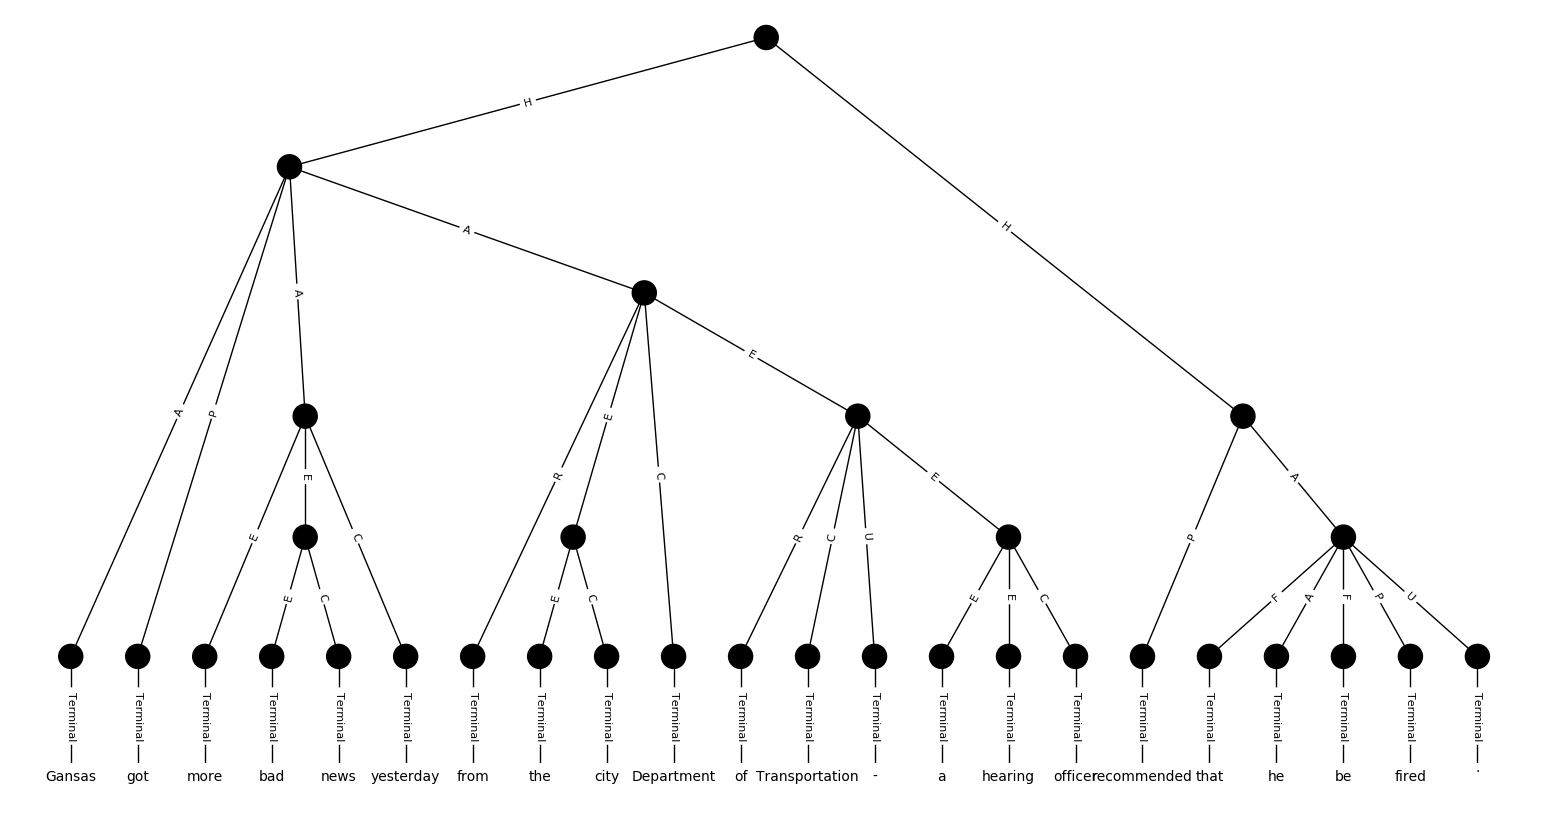 H
H
A
A
E
A
P
E
R
C
E
E
A
E
C
R
C
U
P
E
C
E
C
E
E
C
F
A
F
P
U
Terminal Terminal Terminal Terminal Terminal Terminal Terminal Terminal Terminal Terminal Terminal Terminal Terminal Terminal Terminal Terminal Terminal Terminal Terminal Terminal Terminal Terminal
Gansas got more bad news yesterday from the city Department of Transportation - a hearing officer recommended that he be fired .